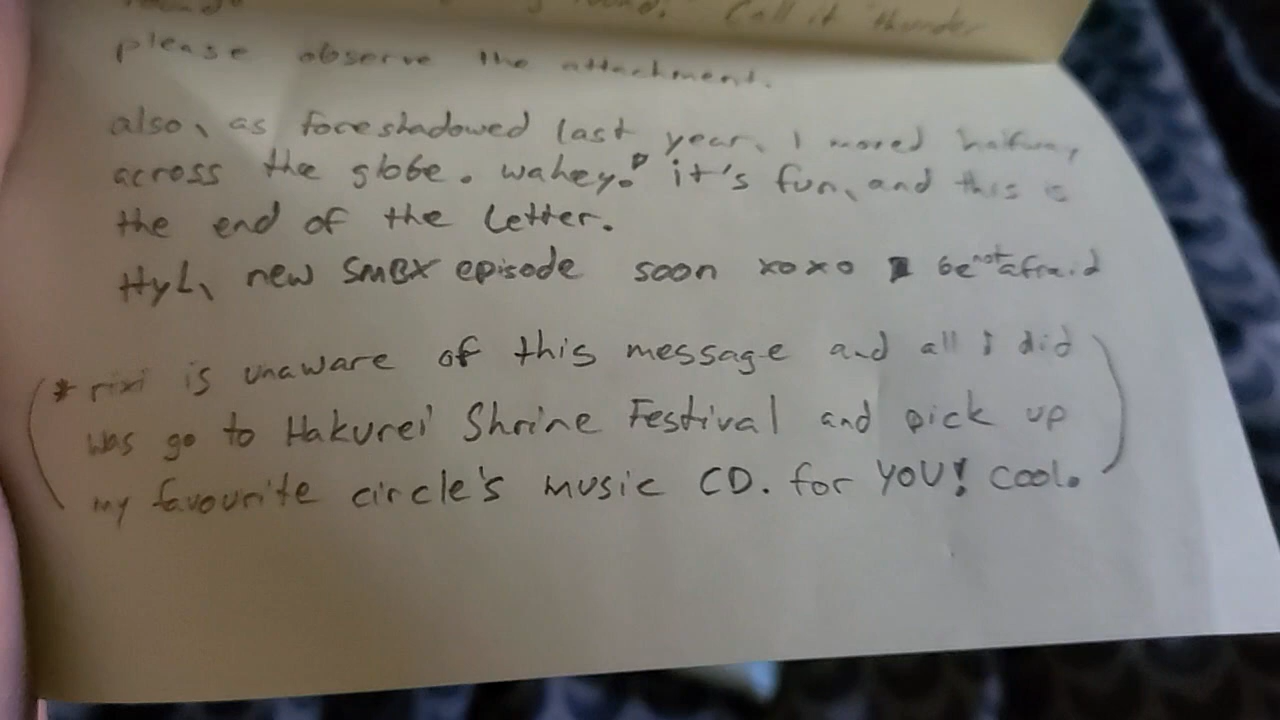 Call it thunder
please observe the attachment.
also, as foreshadowed last year, I moved halfway
across the globe. wahey! it's fun, and this is
the end of the letter.
HyL, new SMBX episode soon xoxo be not afraid
(* rixi is unaware of this message and all i did
was go to Hakurei Shrine Festival and pick up
my favourite circle's music CD. for YOU! Cool.)